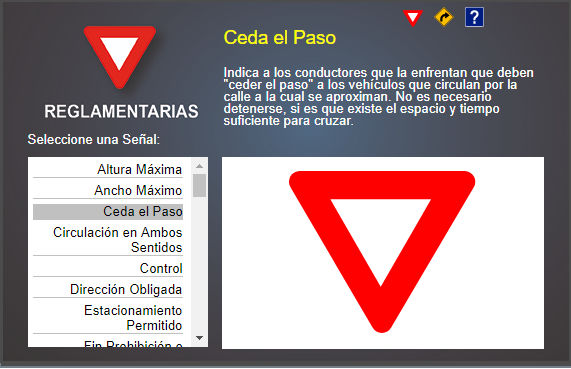 Ceda el Paso
Indica a los conductores que la enfrentan que deben
"ceder el paso" a los vehículos que circulan por la
calle a la cual se aproximan. No es necesario
detenerse, si es que existe el espacio y tiempo
suficiente para cruzar.
REGLAMENTARIAS
Seleccione una Señal:
Altura Máxima
Ancho Máximo
Ceda el Paso
Circulación en Ambos
Sentidos
Control
Dirección Obligada
Estacionamiento
Permitido
Fin Prohibición o
?